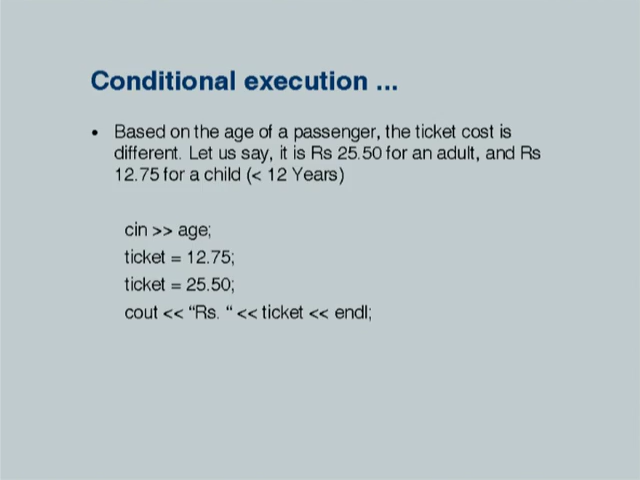 Conditional execution ...
• Based on the age of a passenger, the ticket cost is
different. Let us say, it is Rs 25.50 for an adult, and Rs
12.75 for a child (< 12 Years)
cin >> age;
ticket = 12.75;
ticket = 25.50;
cout << “Rs. “ << ticket << endl;